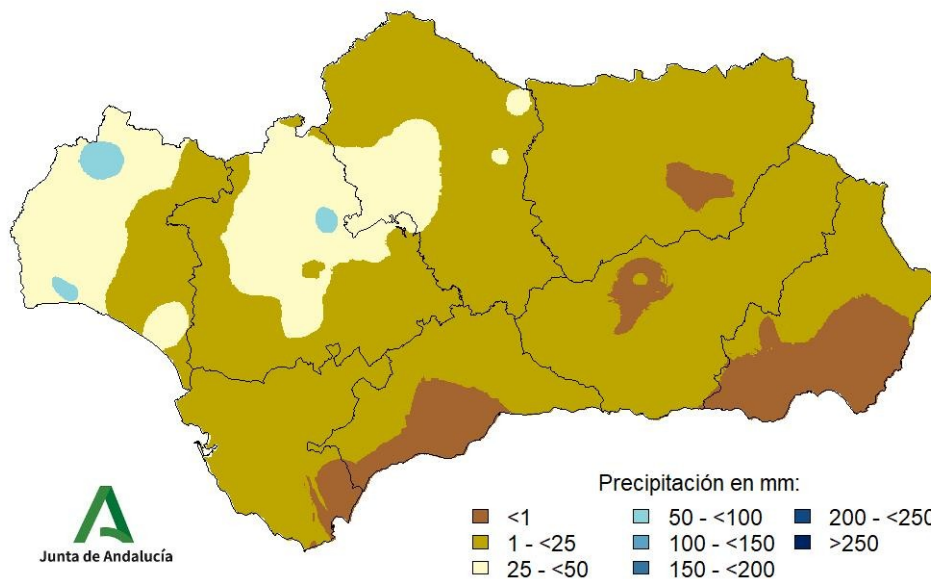 Precipitación en mm:
<1
1 - <25
25 - <50
50 - <100
100 - <150
150 - <200
200 - <250
>250
Junta de Andalucía